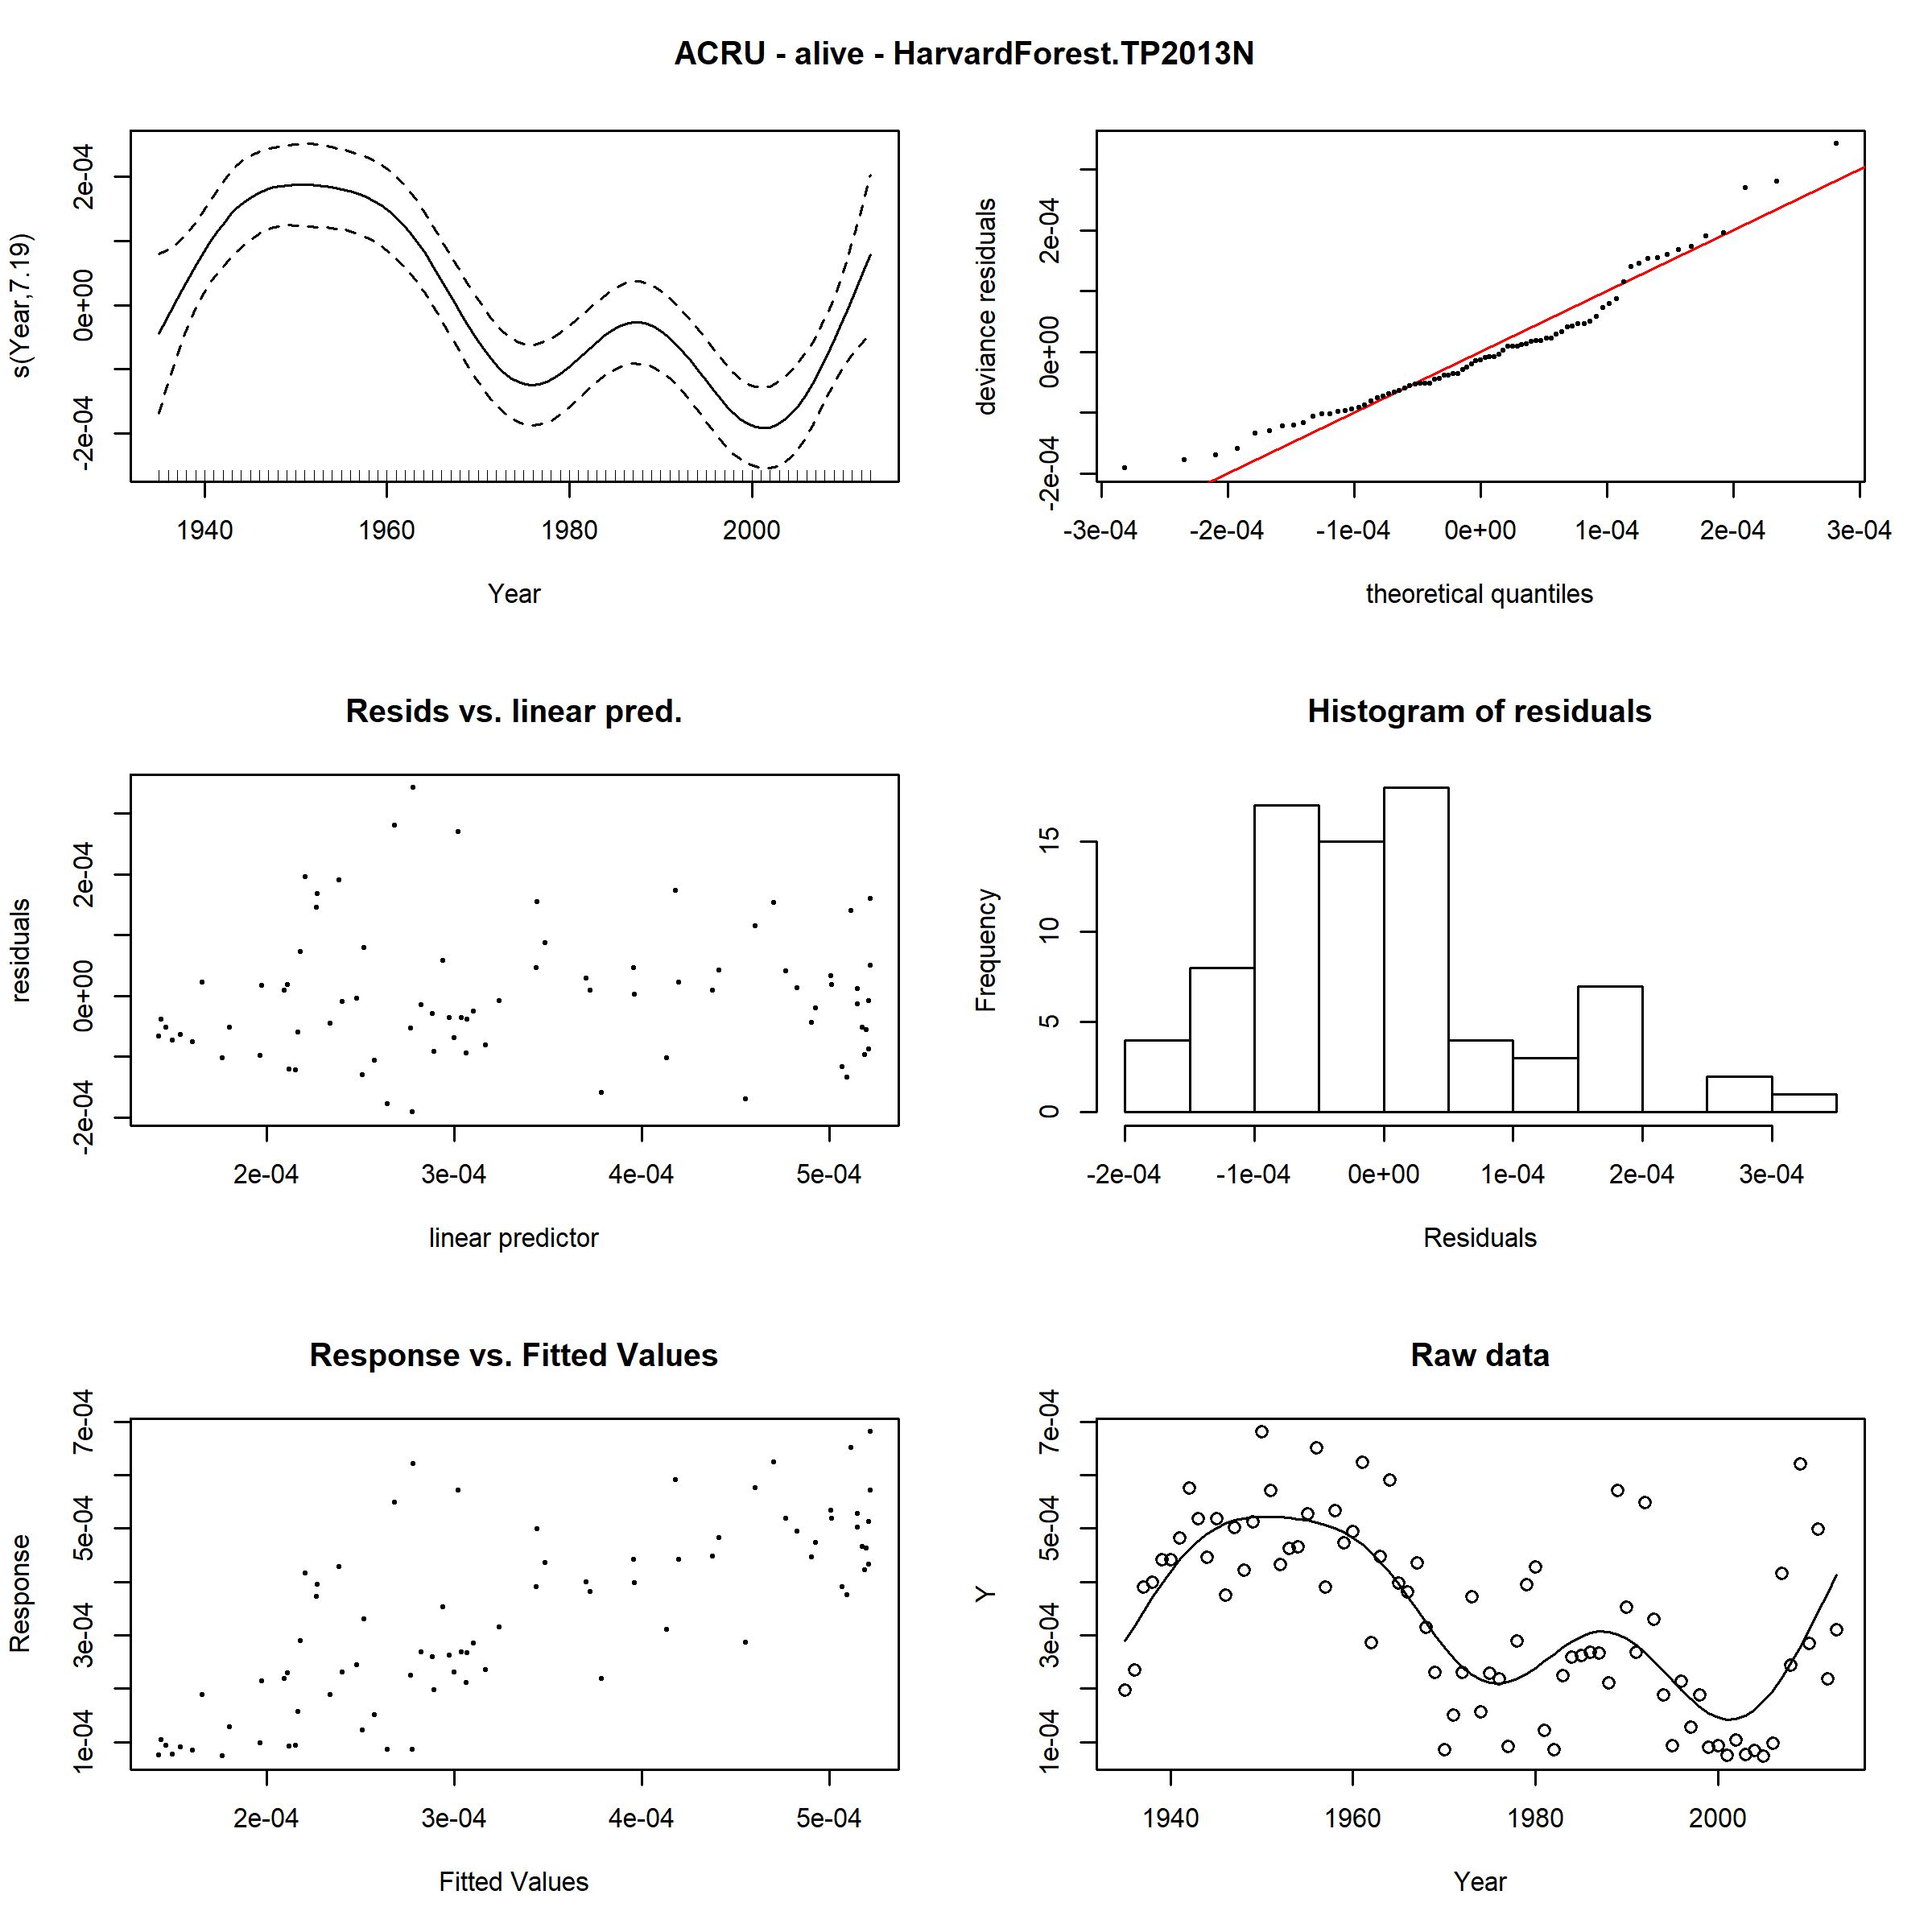 ACRU - alive - HarvardForest.TP2013N
s(Year,7.19)
-2e-04 0e+00 2e-04
1940 1960 1980 2000
Year
deviance residuals
-2e-04 0e+00 2e-04
-3e-04 -2e-04 -1e-04 0e+00 1e-04 2e-04 3e-04
theoretical quantiles
Resids vs. linear pred.
residuals
-2e-04 0e+00 2e-04
2e-04 3e-04 4e-04 5e-04
linear predictor
Histogram of residuals
Frequency
0 5 10 15
-2e-04 -1e-04 0e+00 1e-04 2e-04 3e-04
Residuals
Response vs. Fitted Values
Response
1e-04 3e-04 5e-04 7e-04
2e-04 3e-04 4e-04 5e-04
Fitted Values
Raw data
Y
1e-04 3e-04 5e-04 7e-04
1940 1960 1980 2000
Year